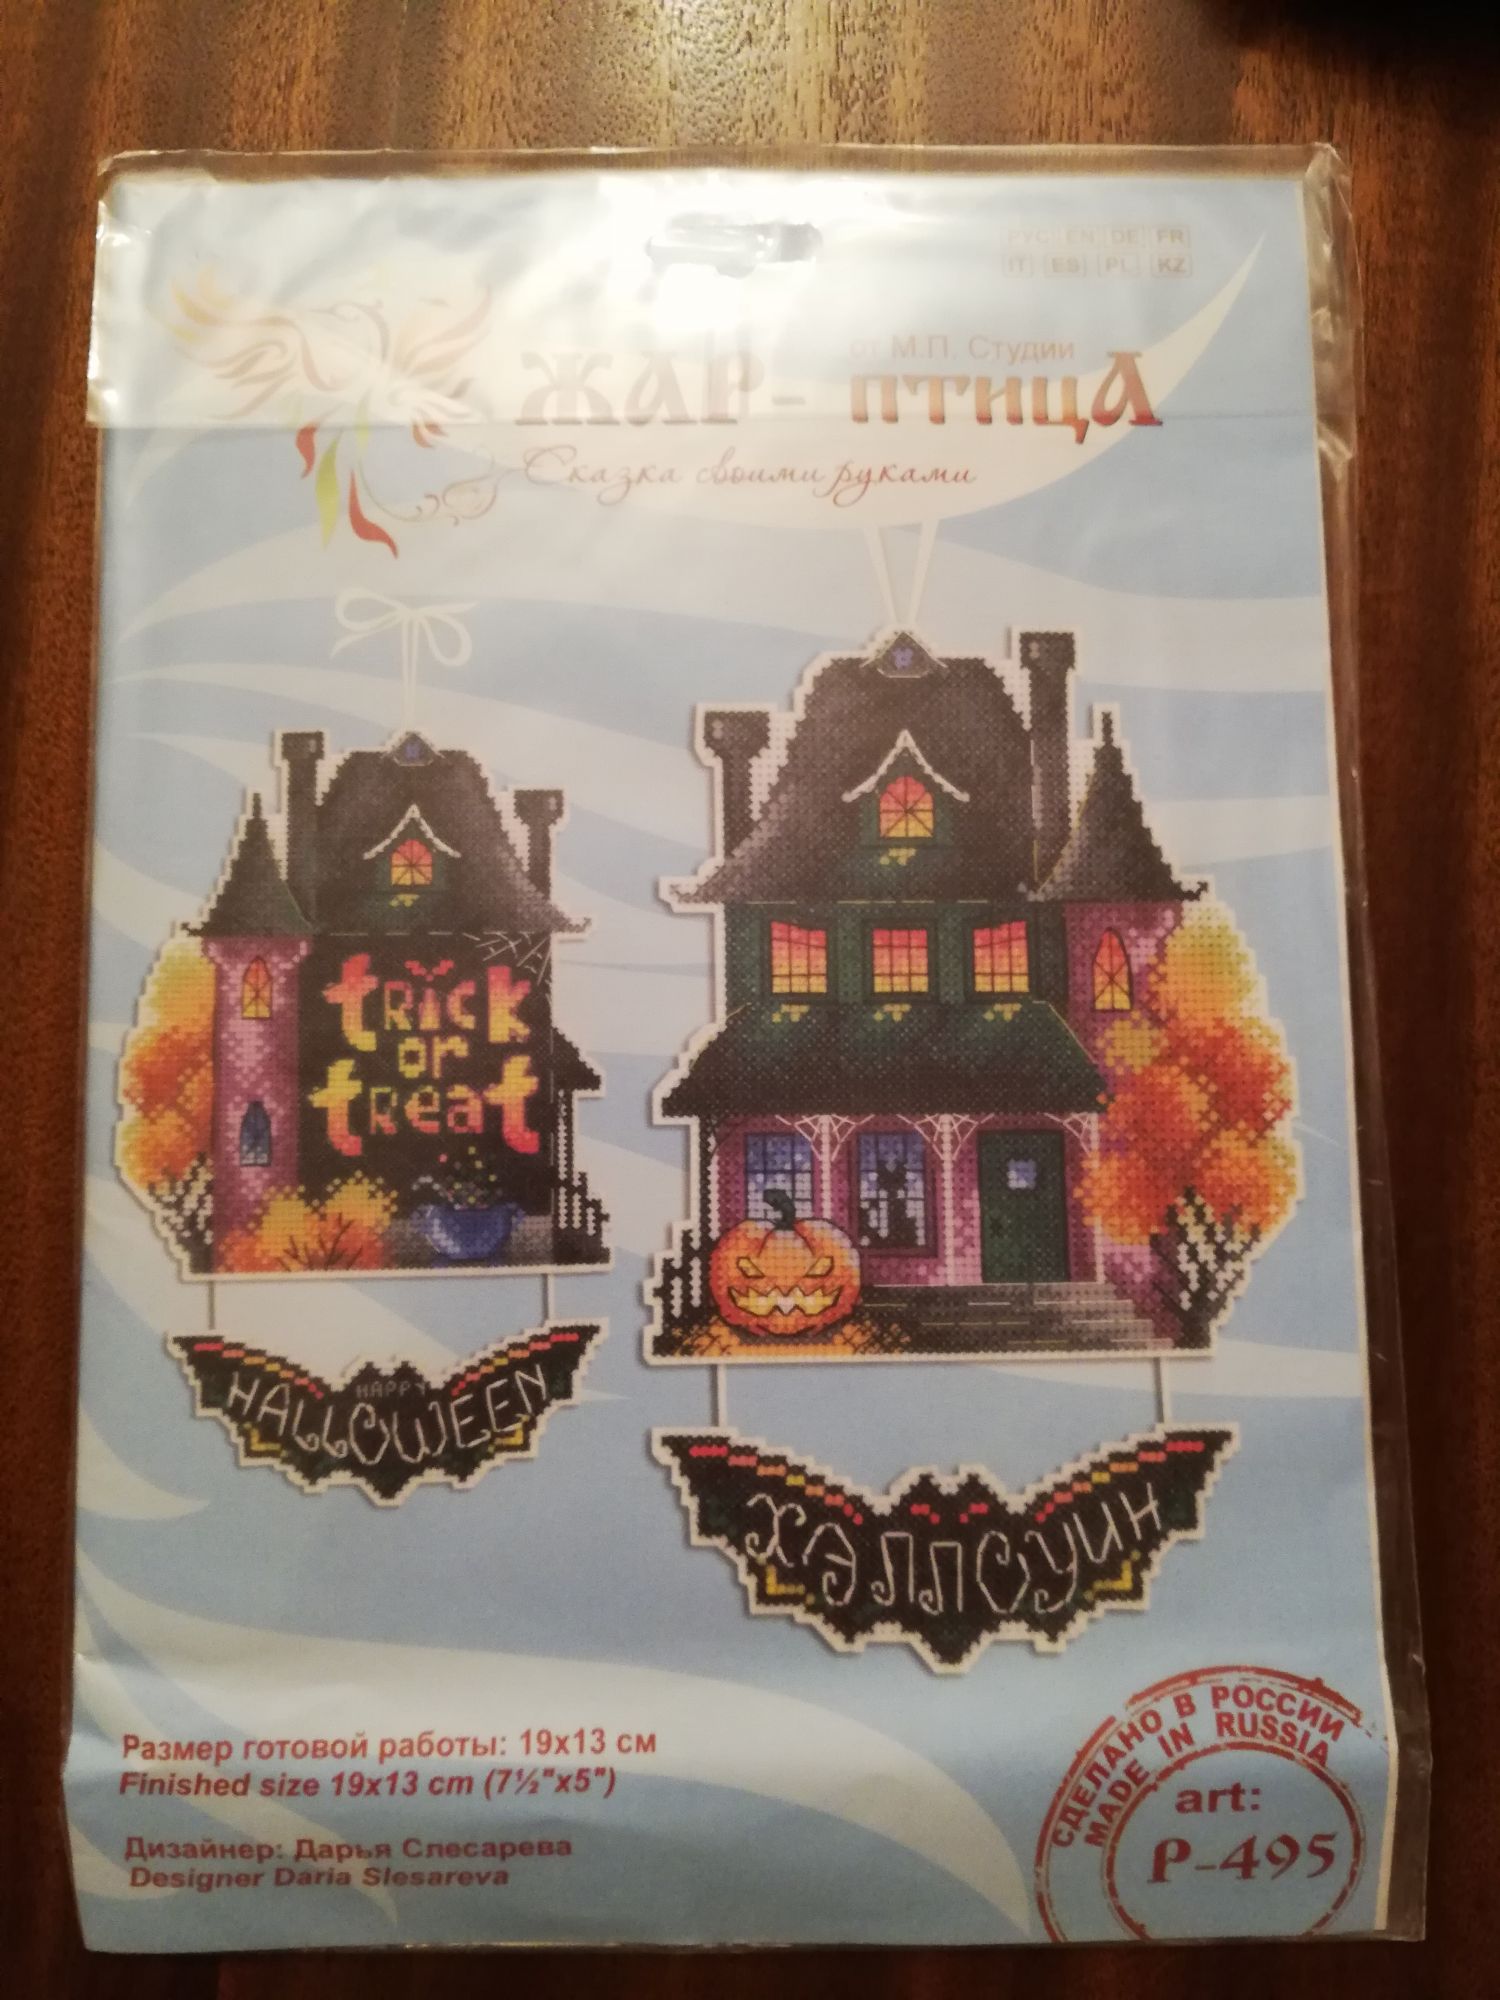 РУС EN DE FR
IT ES PL KZ
от М.П. Студии
ЖАР-ПТИЦА
Сказка своими руками
trick
or
treat
HAPPY
HALLOWEEN
ХЭЛЛОУИН
Размер готовой работы: 19х13 см
Finished size 19x13 cm (7½"x5")
Дизайнер: Дарья Слесарева
Designer Daria Slesareva
СДЕЛАНО В РОССИИ
MADE IN RUSSIA
art:
P-495